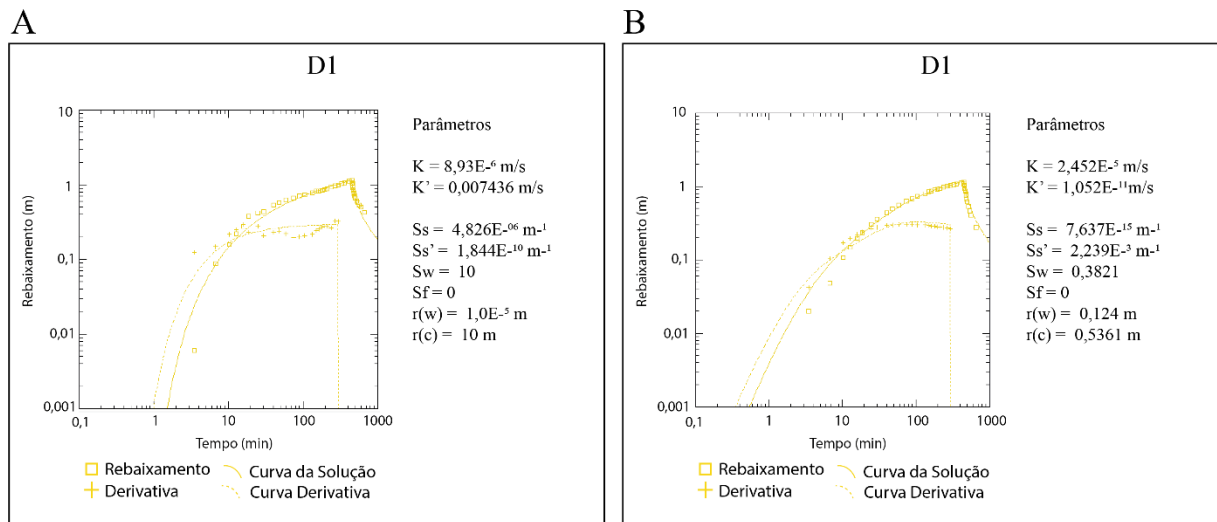 A
D1
10
1
0,1
0,01
0,001
Rebaixamento (m)
0,1
1
10
100
1000
Tempo (min)
Rebaixamento
Curva da Solução
Derivativa
Curva Derivativa
Parâmetros
K = 8,93E-⁶ m/s
K' = 0,007436 m/s
Ss = 4,826E-⁰⁶ m-¹
Ss' = 1,844E-¹⁰ m-¹
Sw = 10
Sf = 0
r(w) = 1,0E-⁵ m
r(c) = 10 m
B
D1
10
1
0,1
0,01
0,001
Rebaixamento (m)
0,1
1
10
100
1000
Tempo (min)
Rebaixamento
Curva da Solução
Derivativa
Curva Derivativa
Parâmetros
K = 2,452E-⁵ m/s
K' = 1,052E-¹¹m/s
Ss = 7,637E-¹⁵ m-¹
Ss' = 2,239E-³ m-¹
Sw = 0,3821
Sf = 0
r(w) = 0,124 m
r(c) = 0,5361 m